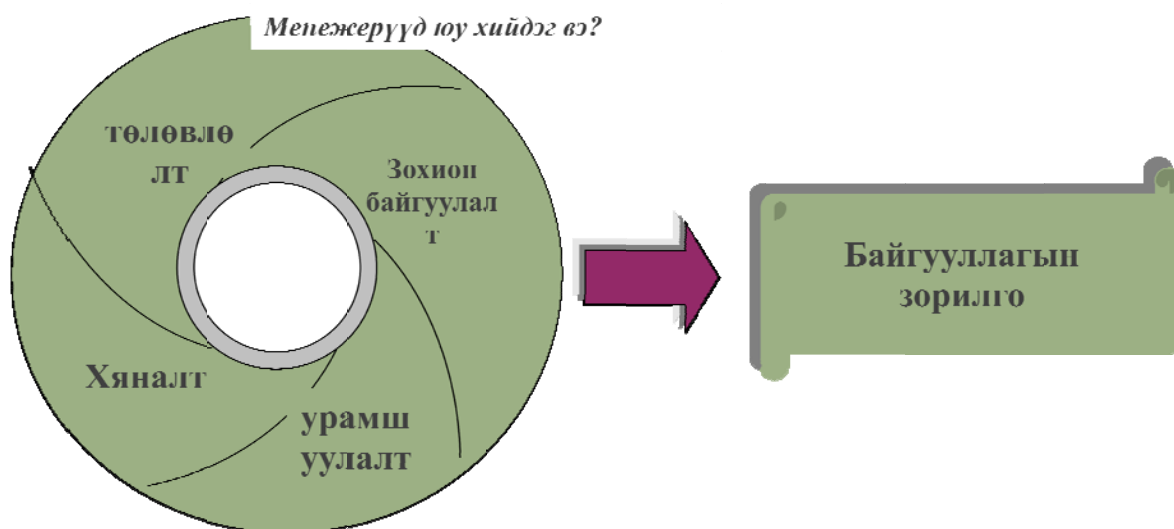 Менежерүүд юу хийдэг вэ?
төлөвлө
лт
Зохион
байгуулал
т
Байгууллагын
зорилго
Хяналт
урамш
уулалт